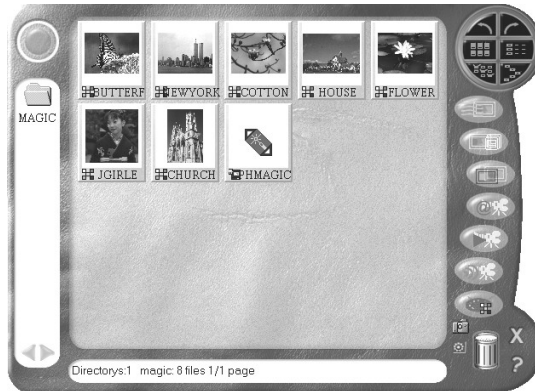 MAGIC
BUTTERF
NEWYORK
COTTON
HOUSE
FLOWER
JGIRLE
CHURCH
PHMAGIC
Directorys:1 magic: 8 files 1/1 page
X
?